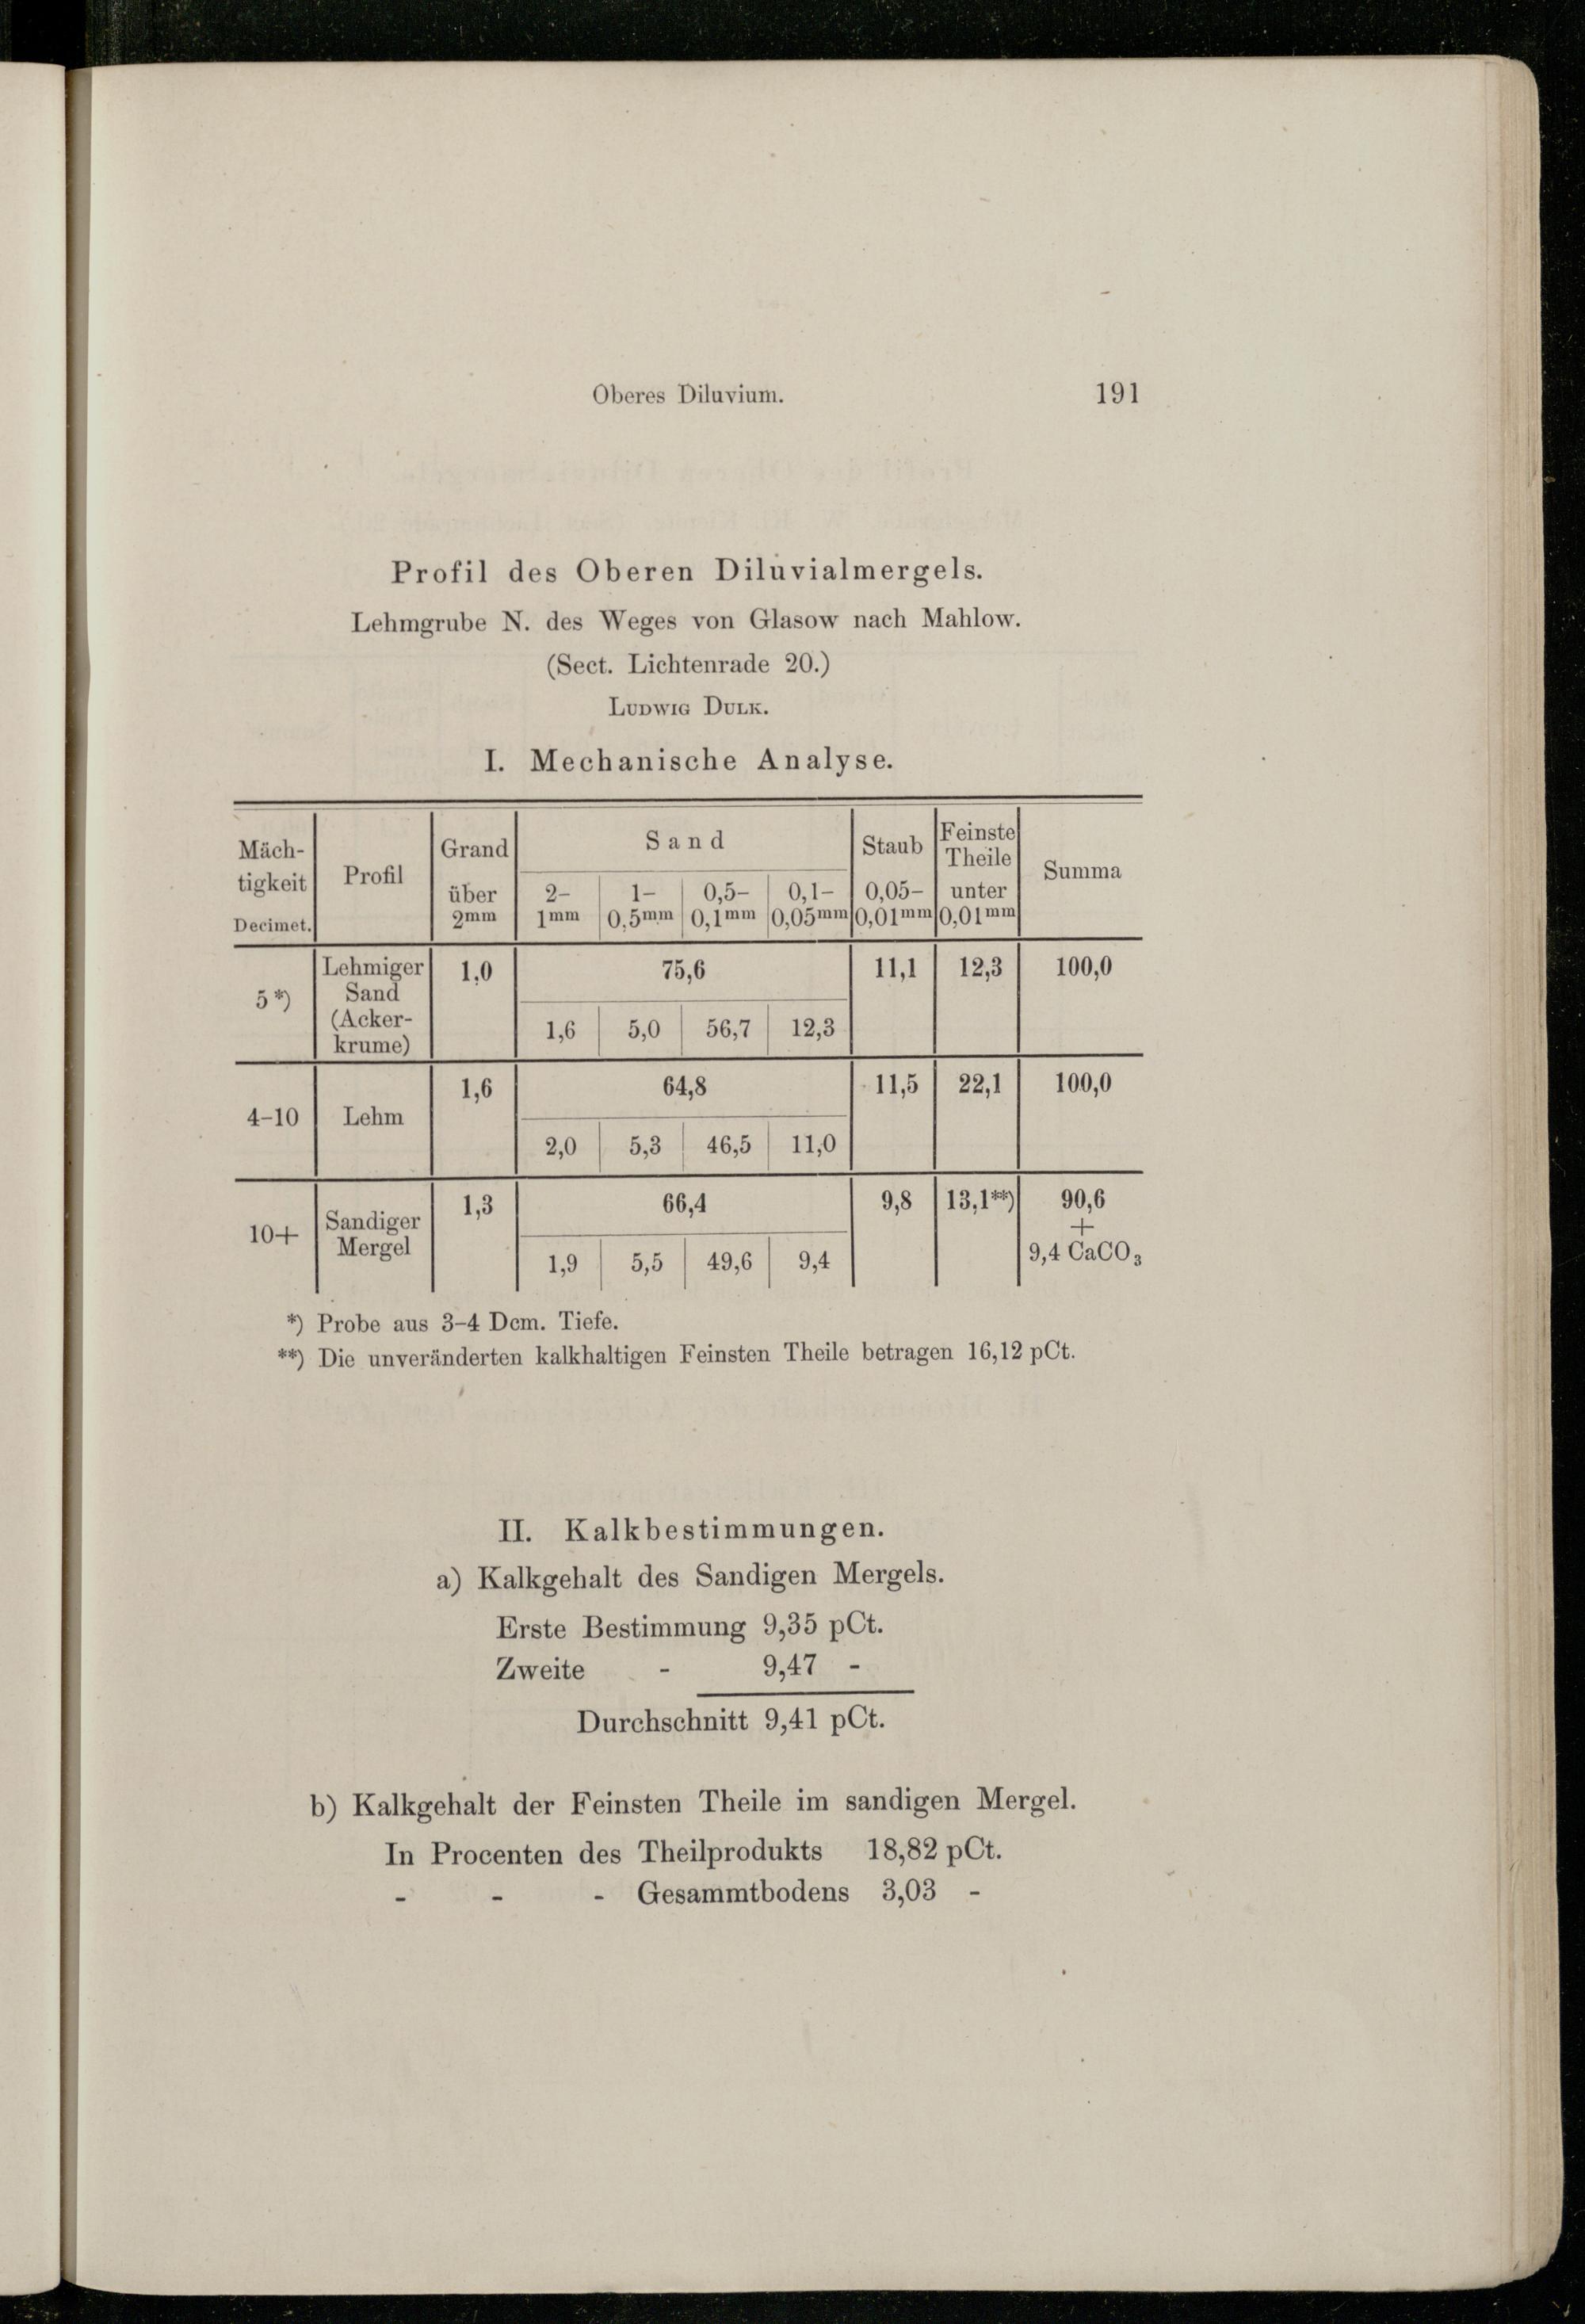 Oberes Diluvium. 191
Profil des Oberen Diluvialmergels.
Lehmgrube N. des Weges von Glasow nach Mahlow.
(Sect. Lichtenrade 20.)
LUDWIG DULK.
I. Mechanische Analyse.
Mäch-
tigkeit
Decimet.
Profil
Grand
über
2mm
Sand
2-
1mm
1-
0,5mm
0,5-
0,1mm
0,1-
0,05mm
Staub
0,05-
0,01mm
Feinste
Theile
unter
0,01mm
Summa
5*)
Lehmiger
Sand
(Acker-
krume)
1,0
75,6
1,6 5,0 56,7 12,3
11,1
12,3
100,0
4-10
Lehm
1,6
64,8
2,0 5,3 46,5 11,0
11,5
22,1
100,0
10+
Sandiger
Mergel
1,3
66,4
1,9 5,5 49,6 9,4
9,8
13,1**)
90,6
+
9,4 CaCO3
*) Probe aus 3-4 Dcm. Tiefe.
**) Die unveränderten kalkhaltigen Feinsten Theile betragen 16,12 pCt.
II. Kalkbestimmungen.
a) Kalkgehalt des Sandigen Mergels.
Erste Bestimmung 9,35 pCt.
Zweite - 9,47 -
Durchschnitt 9,41 pCt.
b) Kalkgehalt der Feinsten Theile im sandigen Mergel.
In Procenten des Theilprodukts 18,82 pCt.
- - - Gesammtbodens 3,03 -